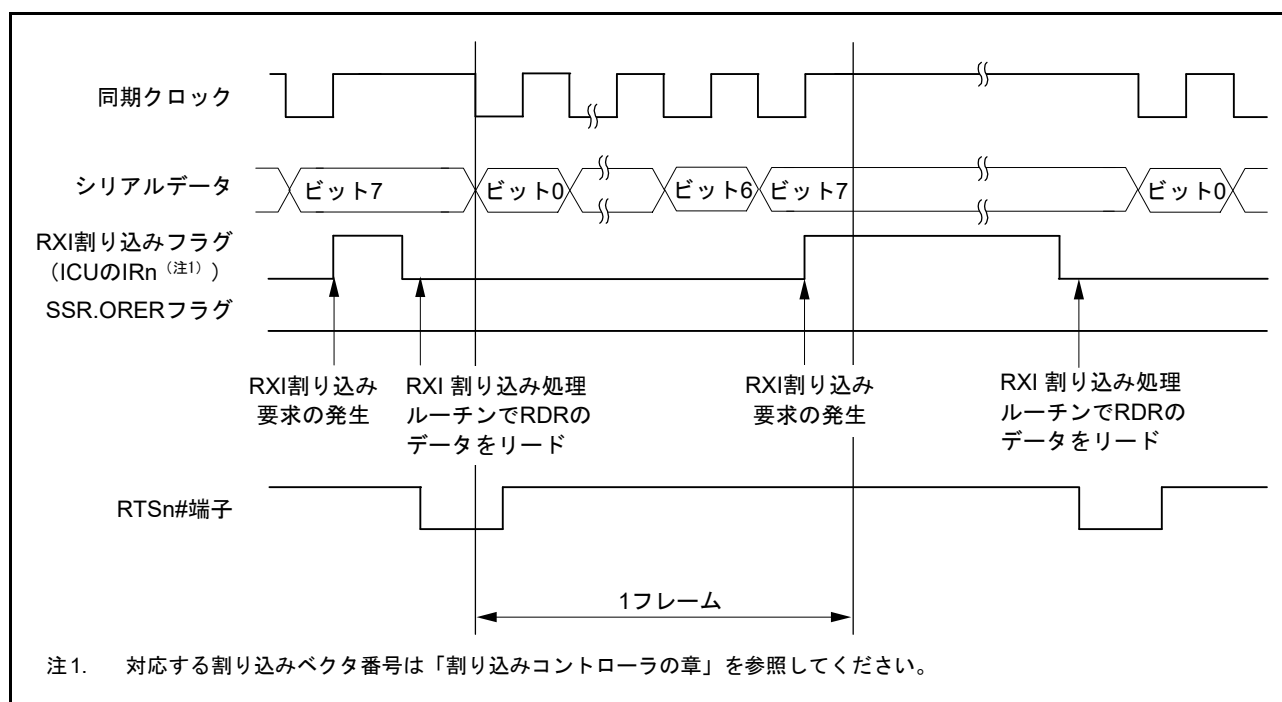 同期クロック
シリアルデータ
ビット7
ビット0
ビット6
ビット7
ビット0
RXI割り込みフラグ
（ICUのIRn（注1））
SSR.ORERフラグ
RXI割り込み
要求の発生
RXI 割り込み処理
ルーチンでRDRの
データをリード
RXI割り込み
要求の発生
RXI 割り込み処理
ルーチンでRDRの
データをリード
RTSn#端子
1フレーム
注1. 対応する割り込みベクタ番号は「割り込みコントローラの章」を参照してください。